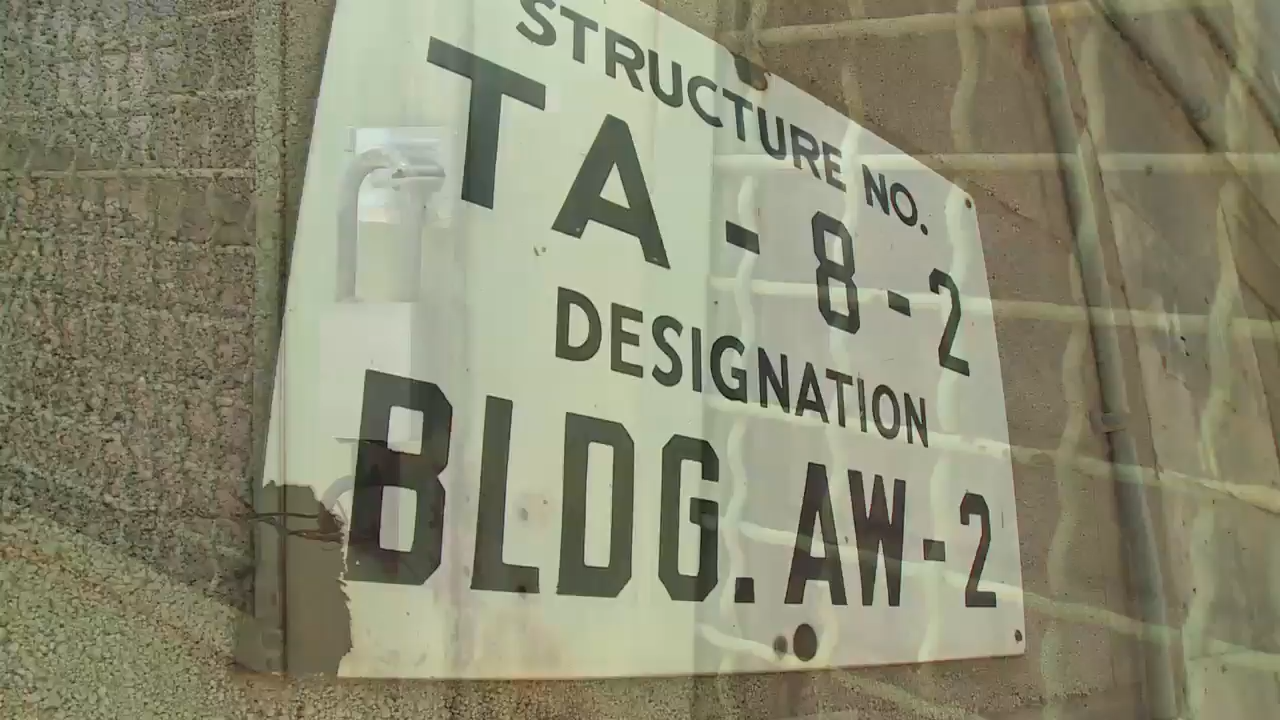 STRUCTURE NO.
TA - 8 - 2
DESIGNATION
BLDG. AW - 2